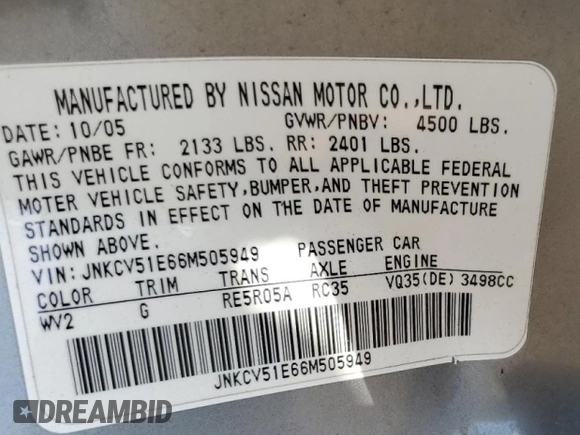 MANUFACTURED BY NISSAN MOTOR CO.,LTD.
DATE: 10/05 GVWR/PNBV: 4500 LBS.
GAWR/PNBE FR: 2133 LBS. RR: 2401 LBS.
THIS VEHICLE CONFORMS TO ALL APPLICABLE FEDERAL
MOTOR VEHICLE SAFETY,BUMPER,AND THEFT PREVENTION
STANDARDS IN EFFECT ON THE DATE OF MANUFACTURE
SHOWN ABOVE.
VIN: JNKCV51E66M505949 PASSENGER CAR
COLOR TRIM TRANS AXLE ENGINE
WV2 G RE5R05A RC35 VQ35(DE) 3498CC
JNKCV51E66M505949
DREAMBID